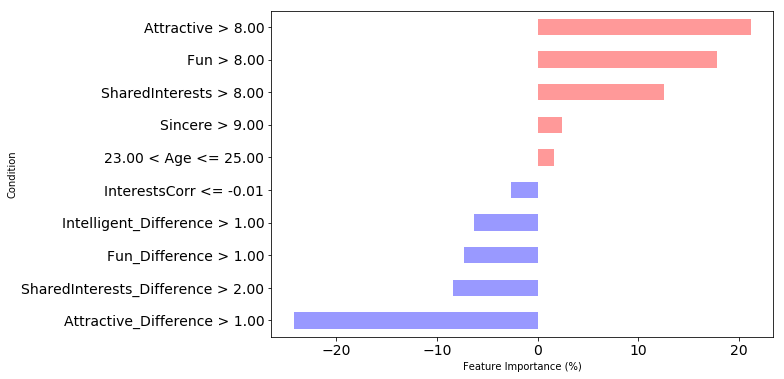 Attractive > 8.00
Fun > 8.00
SharedInterests > 8.00
Sincere > 9.00
23.00 < Age <= 25.00
InterestsCorr <= -0.01
Intelligent_Difference > 1.00
Fun_Difference > 1.00
SharedInterests_Difference > 2.00
Attractive_Difference > 1.00
Condition
−20 −10 0 10 20
Feature Importance (%)